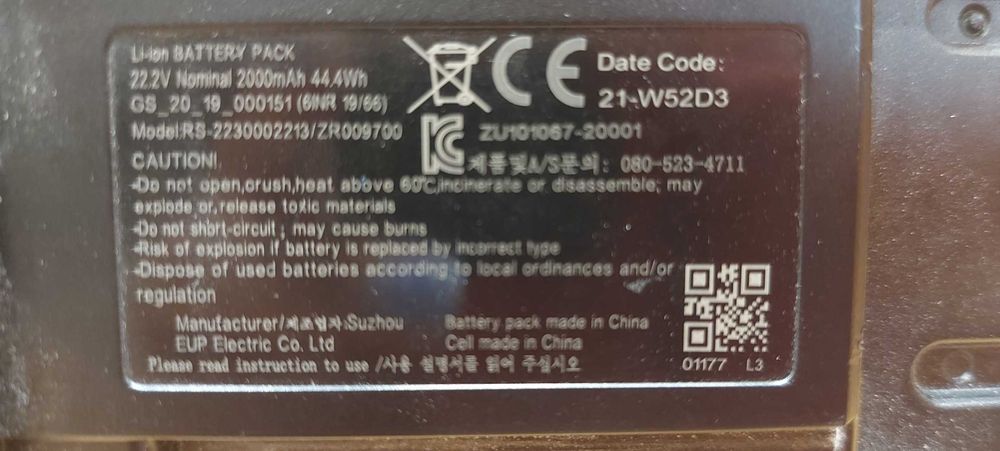 Li-ion BATTERY PACK
22.2V Nominal 2000mAh 44.4Wh
GS_20_19_000151 (6INR 19/66)
Model:RS-2230002213/ZR009700
CE
Date Code:
21-W52D3
ZU101067-20001
제품및A/S문의: 080-523-4711
CAUTION!
-Do not open,crush,heat above 60℃,incinerate or disassemble; may
explode or,release toxic materials
-Do not short-circuit ; may cause burns
-Risk of explosion if battery is replaced by incorrect type
-Dispose of used batteries according to local ordinances and/or
regulation
Manufacturer/제조업자:Suzhou
EUP Electric Co. Ltd
Battery pack made in China
Cell made in China
Please read instruction to use /사용 설명서를 읽어 주십시오
01177 L3